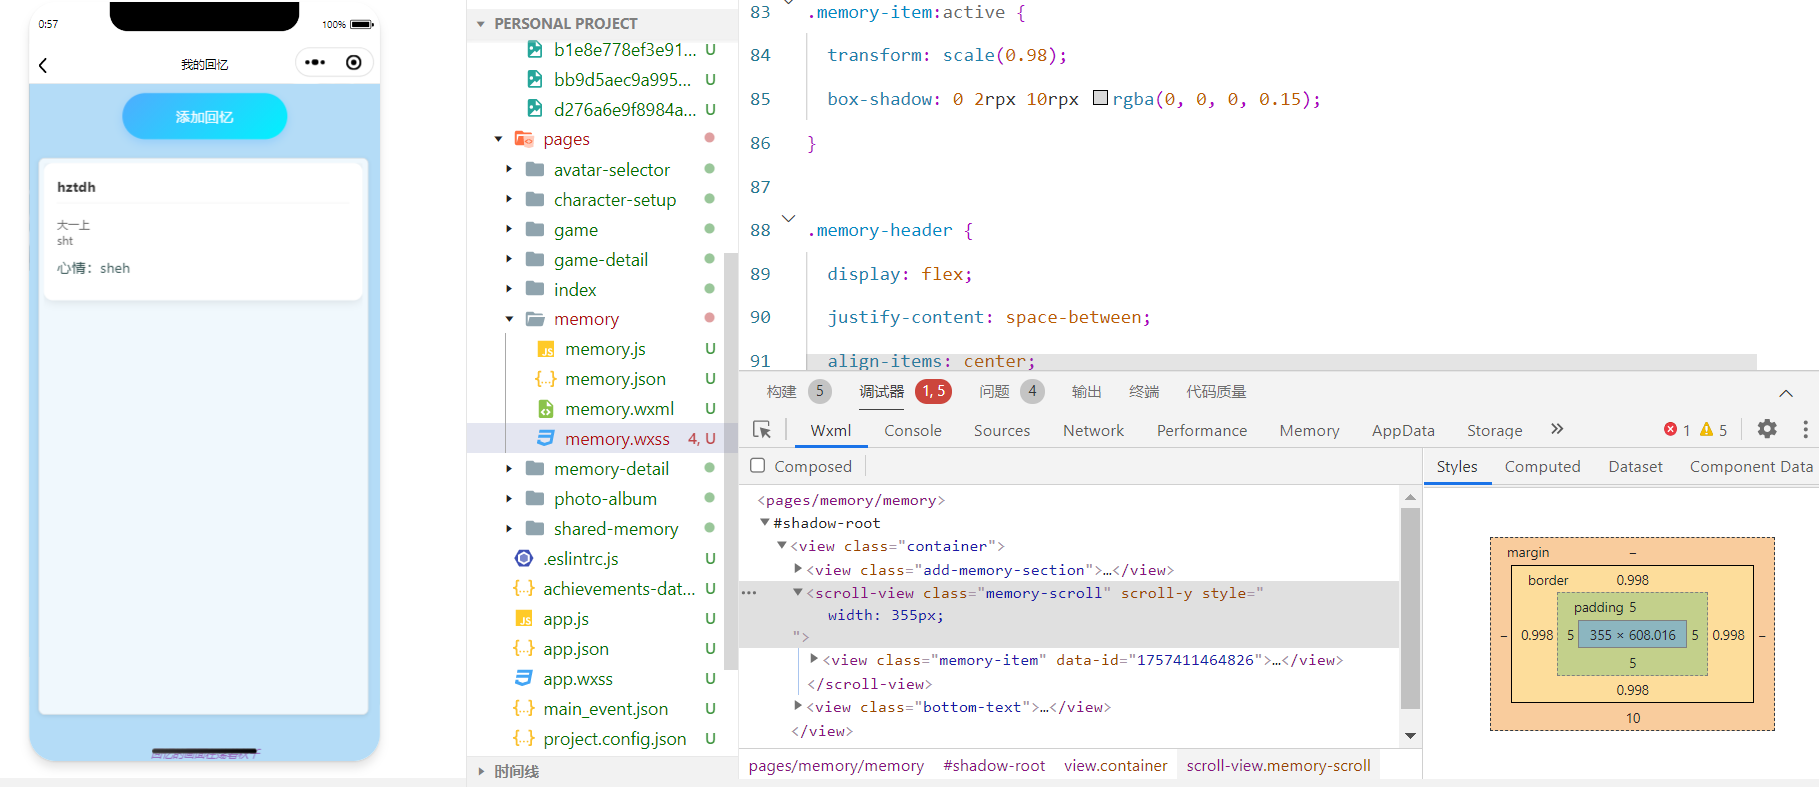 0:57
100%
我的回忆
添加回忆
hztdh
大一上
sht
心情：sheh
PERSONAL PROJECT
b1e8e778ef3e91... U
bb9d5aec9a995... U
d276a6e9f8984a... U
pages
avatar-selector
character-setup
game
game-detail
index
memory
memory.js U
memory.json U
memory.wxml U
memory.wxss 4, U
memory-detail
photo-album
shared-memory
.eslintrc.js U
achievements-dat... U
app.js U
app.json U
app.wxss U
main_event.json U
project.config.json U
时间线
83 .memory-item:active {
84 transform: scale(0.98);
85 box-shadow: 0 2rpx 10rpx rgba(0, 0, 0, 0.15);
86 }
87
88 .memory-header {
89 display: flex;
90 justify-content: space-between;
91 align-items: center;
构建 5 调试器 1, 5 问题 4 输出 终端 代码质量
Wxml Console Sources Network Performance Memory AppData Storage 1 5
Composed
<pages/memory/memory>
#shadow-root
<view class="container">
<view class="add-memory-section">…</view>
<scroll-view class="memory-scroll" scroll-y style="
width: 355px;
">
<view class="memory-item" data-id="1757411464826">…</view>
</scroll-view>
<view class="bottom-text">…</view>
</view>
pages/memory/memory #shadow-root view.container scroll-view.memory-scroll
Styles Computed Dataset Component Data
margin –
border 0.998
padding 5
– 0.998 5 355 × 608.016 5 0.998 –
5
0.998
10